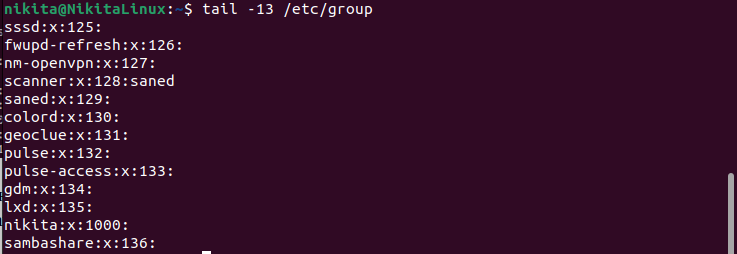 nikita@NikitaLinux:~$ tail -13 /etc/group
sssd:x:125:
fwupd-refresh:x:126:
nm-openvpn:x:127:
scanner:x:128:saned
saned:x:129:
colord:x:130:
geoclue:x:131:
pulse:x:132:
pulse-access:x:133:
gdm:x:134:
lxd:x:135:
nikita:x:1000:
sambashare:x:136: